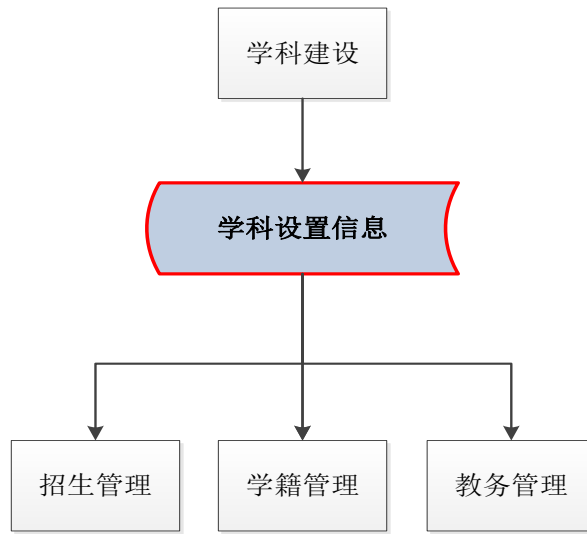 学科建设
学科设置信息
招生管理
学籍管理
教务管理